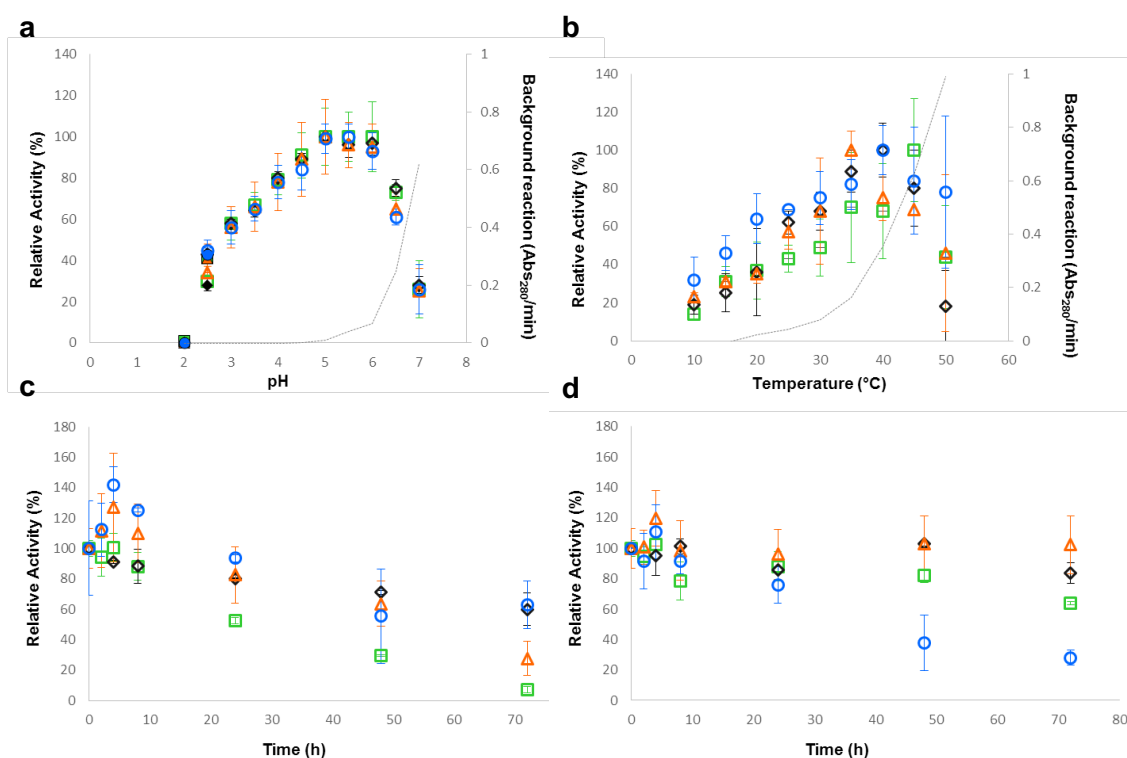 a
140
120
100
80
60
40
20
0
Relative Activity (%)
0 1 2 3 4 5 6 7 8
pH
1
0.8
0.6
0.4
0.2
0
Background reaction (Abs280/min)
b
140
120
100
80
60
40
20
0
Relative Activity (%)
0 10 20 30 40 50 60
Temperature (°C)
1
0.8
0.6
0.4
0.2
0
Background reaction (Abs280/min)
c
180
160
140
120
100
80
60
40
20
0
Relative Activity (%)
0 10 20 30 40 50 60 70
Time (h)
d
180
160
140
120
100
80
60
40
20
0
Relative Activity (%)
0 10 20 30 40 50 60 70 80
Time (h)